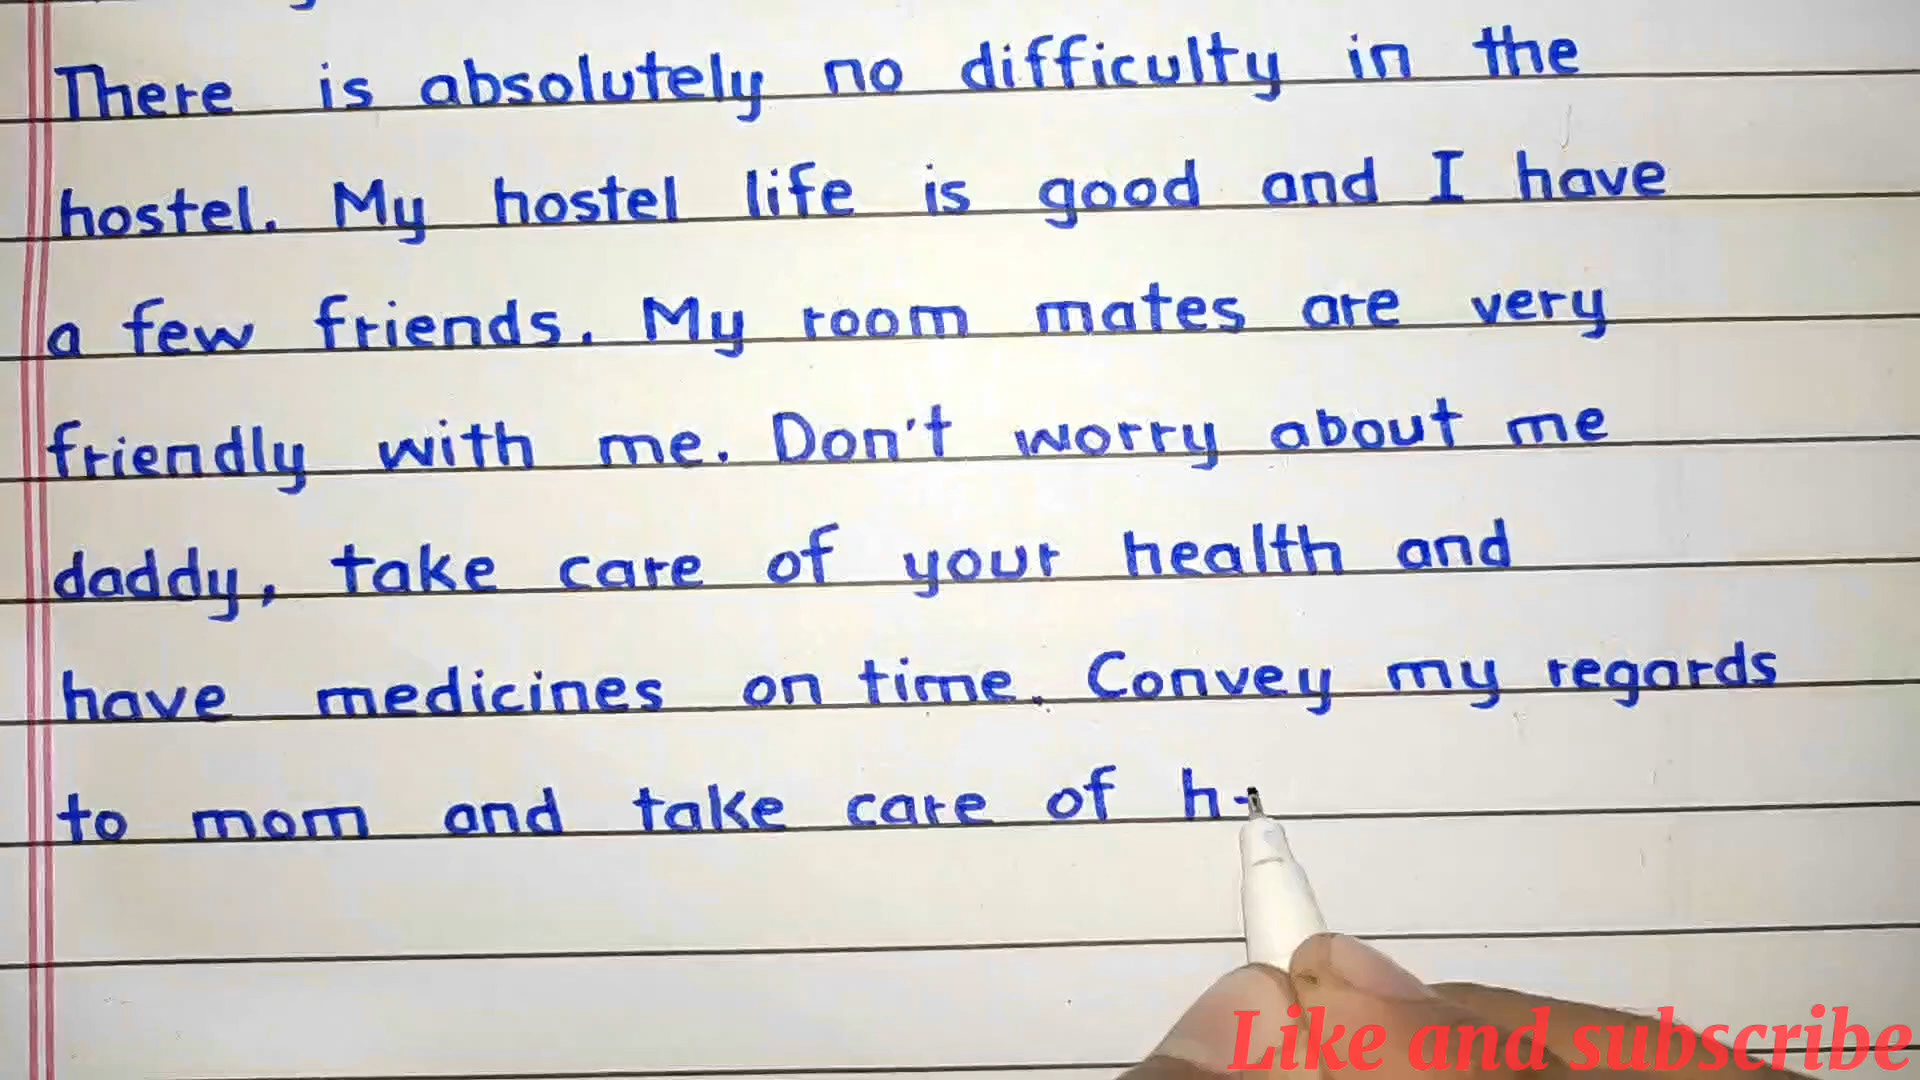 There is absolutely no difficulty in the
hostel. My hostel life is good and I have
a few friends. My room mates are very
friendly with me. Don't worry about me
daddy, take care of your health and
have medicines on time. Convey my regards
to mom and take care of h
Like and subscribe